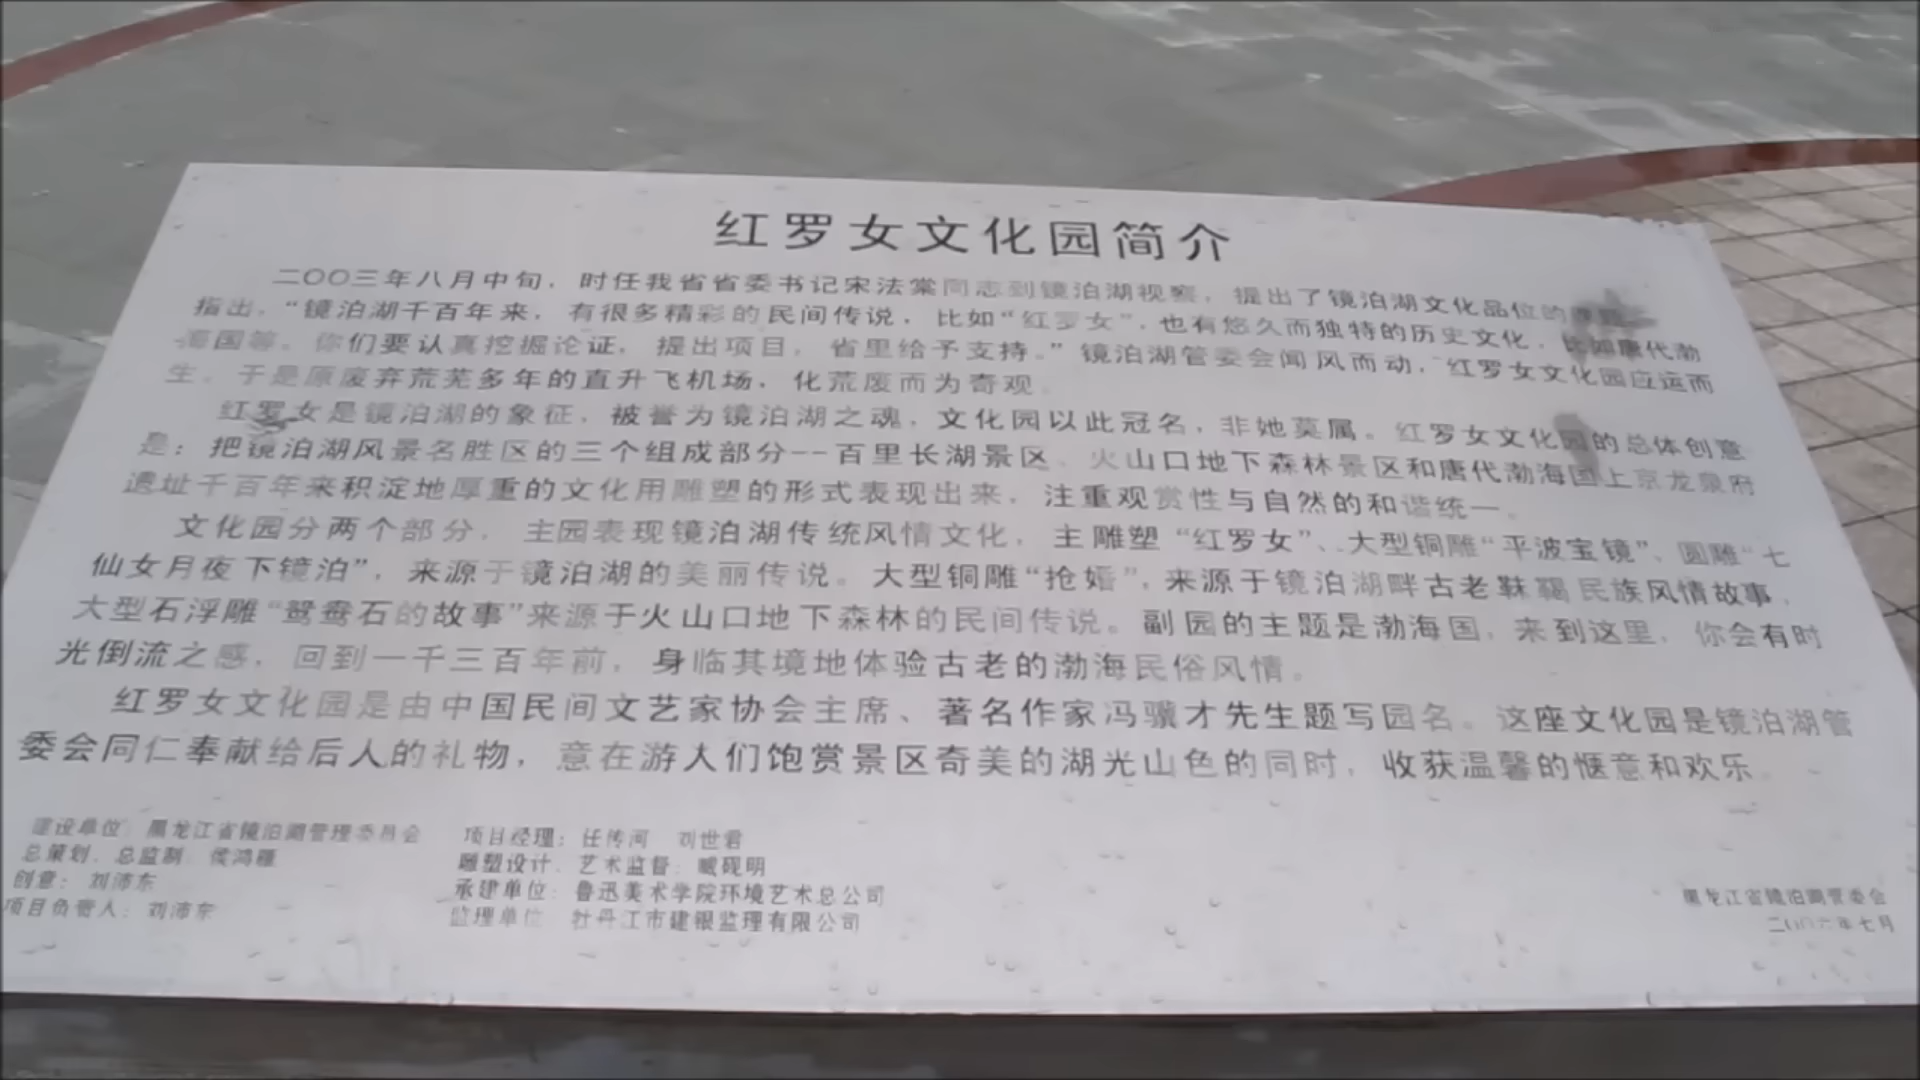 红罗女文化园简介
二〇〇三年八月中旬，时任我省省委书记宋法棠同志到镜泊湖视察，提出了镜泊湖文化品位的
指出，“镜泊湖千百年来，有很多精彩的民间传说，比如“红罗女”，也有悠久而独特的历史文化，比如唐代渤
海国等。你们要认真挖掘论证，提出项目，省里给予支持。”镜泊湖管委会闻风而动，“红罗女文化园应运而
生，于是原废弃荒芜多年的直升飞机场，化荒废而为奇观。
红罗女是镜泊湖的象征，被誉为镜泊湖之魂，文化园以此冠名，非她莫属。红罗女文化园的总体创意
是：把镜泊湖风景名胜区的三个组成部分--百里长湖景区、火山口地下森林景区和唐代渤海国上京龙泉府
遗址千百年来积淀地厚重的文化用雕塑的形式表现出来，注重观赏性与自然的和谐统一。
文化园分两个部分，主园表现镜泊湖传统风情文化，主雕塑“红罗女”、大型铜雕“平波宝镜”、圆雕“七
仙女月夜下镜泊”，来源于镜泊湖的美丽传说。大型铜雕“抢婚”，来源于镜泊湖畔古老靺鞨民族风情故事，
大型石浮雕“鸳鸯石的故事”来源于火山口地下森林的民间传说。副园的主题是渤海国，来到这里，你会有时
光倒流之感，回到一千三百年前，身临其境地体验古老的渤海民俗风情。
红罗女文化园是由中国民间文艺家协会主席、著名作家冯骥才先生题写园名。这座文化园是镜泊湖管
委会同仁奉献给后人的礼物，意在游人们饱赏景区奇美的湖光山色的同时，收获温馨的惬意和欢乐。
建设单位：黑龙江省镜泊湖管理委员会
总策划、总监制：侯鸿
创意：刘沛东
项目负责人：刘沛东
项目经理：任传河 刘世君
雕塑设计、艺术监督：臧砚明
承建单位：鲁迅美术学院环境艺术总公司
监理单位：牡丹江市建银监理有限公司
黑龙江省镜泊湖管委会
二〇〇六年七月